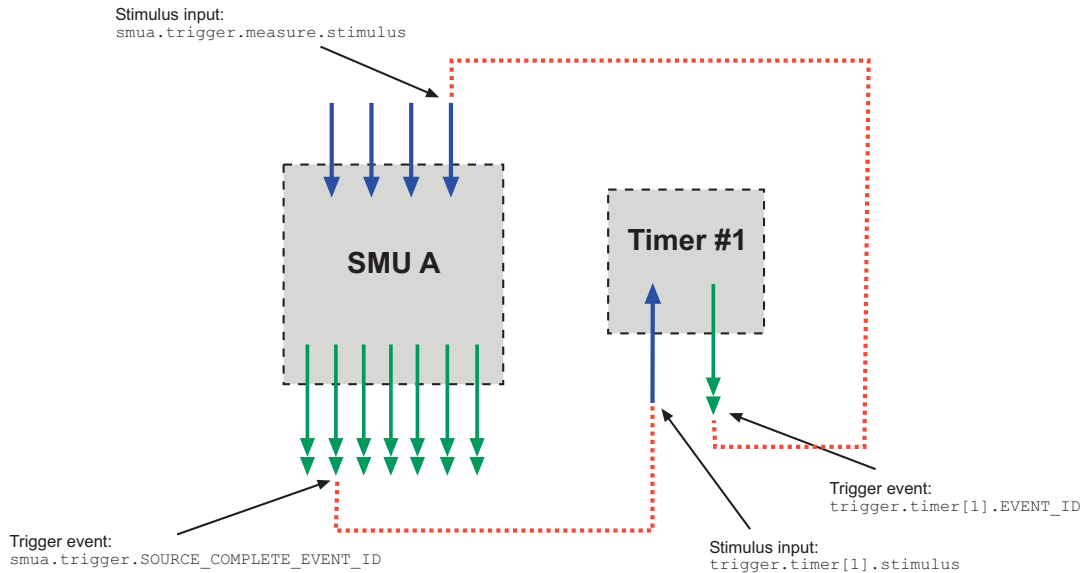 Stimulus input:
smua.trigger.measure.stimulus
SMU A
Timer #1
Trigger event:
trigger.timer[1].EVENT_ID
Trigger event:
smua.trigger.SOURCE_COMPLETE_EVENT_ID
Stimulus input:
trigger.timer[1].stimulus